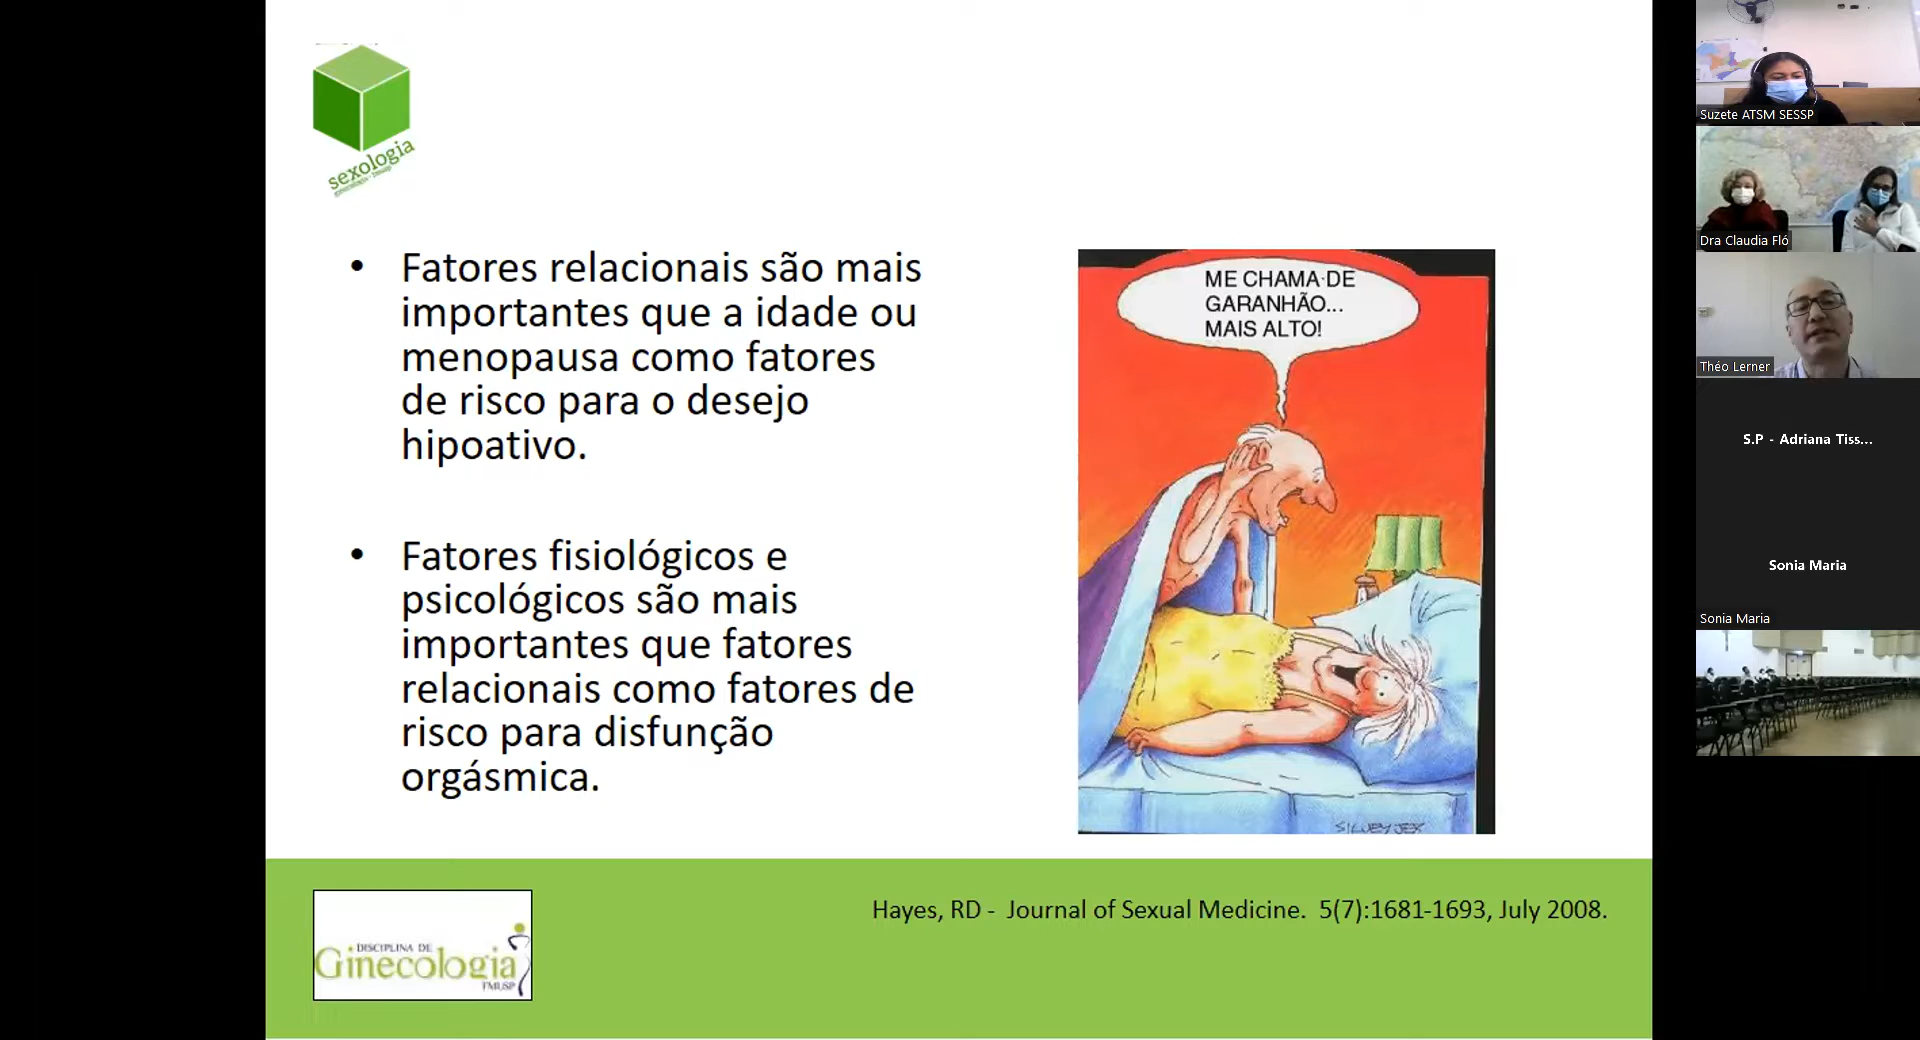 sexologia
• Fatores relacionais são mais
importantes que a idade ou
menopausa como fatores
de risco para o desejo
hipoativo.
• Fatores fisiológicos e
psicológicos são mais
importantes que fatores
relacionais como fatores de
risco para disfunção
orgásmica.
ME CHAMA DE
GARANHÃO...
MAIS ALTO!
Hayes, RD - Journal of Sexual Medicine. 5(7):1681-1693, July 2008.
DISCIPLINA DE
Ginecologia
FMUSP
Suzete ATSM SESSP
Dra Claudia Fló
Théo Lerner
S.P - Adriana Tiss...
Sonia Maria
Sonia Maria